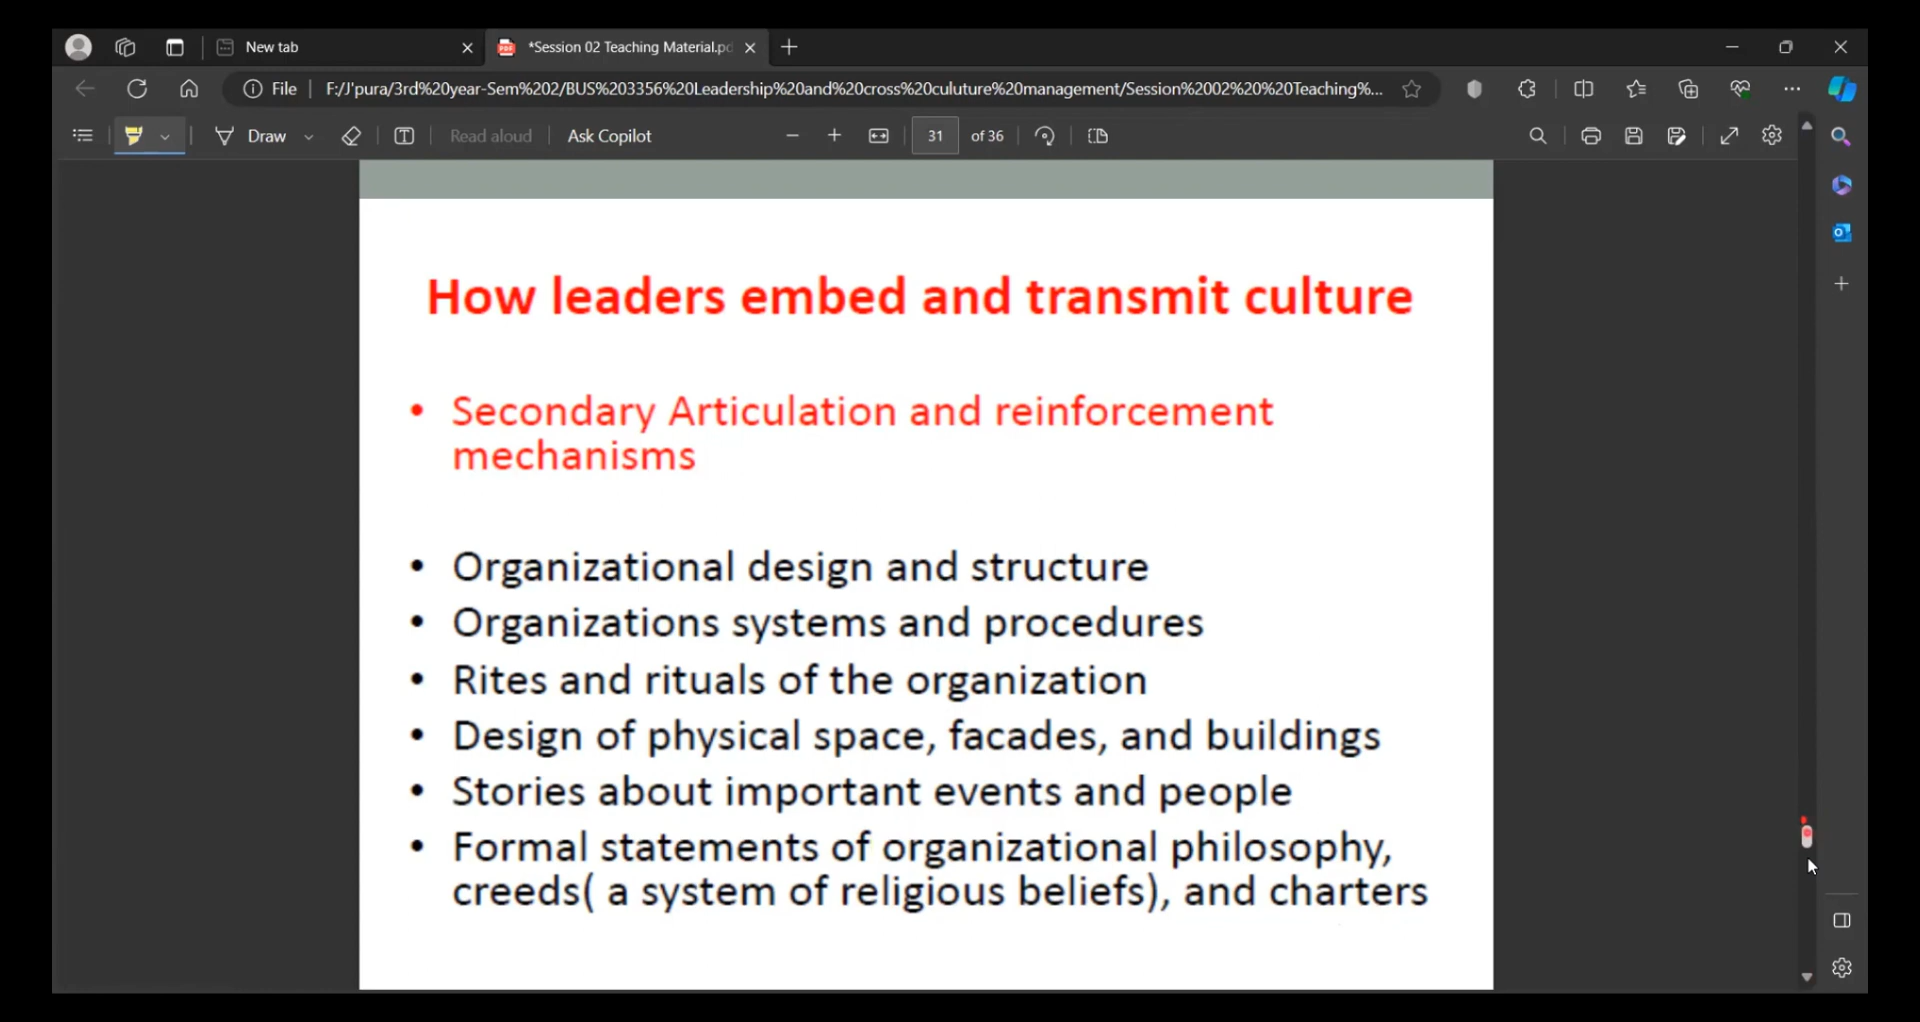 New tab
*Session 02 Teaching Material.pd
File
F:/J'pura/3rd%20year-Sem%202/BUS%203356%20Leadership%20and%20cross%20culuture%20management/Session%2002%20%20Teaching%...
Draw
Read aloud
Ask Copilot
31
of 36
How leaders embed and transmit culture
• Secondary Articulation and reinforcement
mechanisms
• Organizational design and structure
• Organizations systems and procedures
• Rites and rituals of the organization
• Design of physical space, facades, and buildings
• Stories about important events and people
• Formal statements of organizational philosophy,
creeds( a system of religious beliefs), and charters